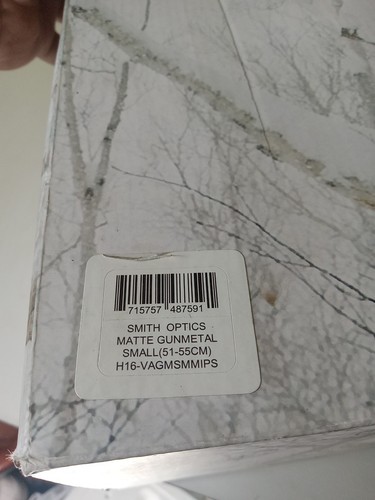 715757 487591
SMITH OPTICS
MATTE GUNMETAL
SMALL(51-55CM)
H16-VAGMSMMIPS